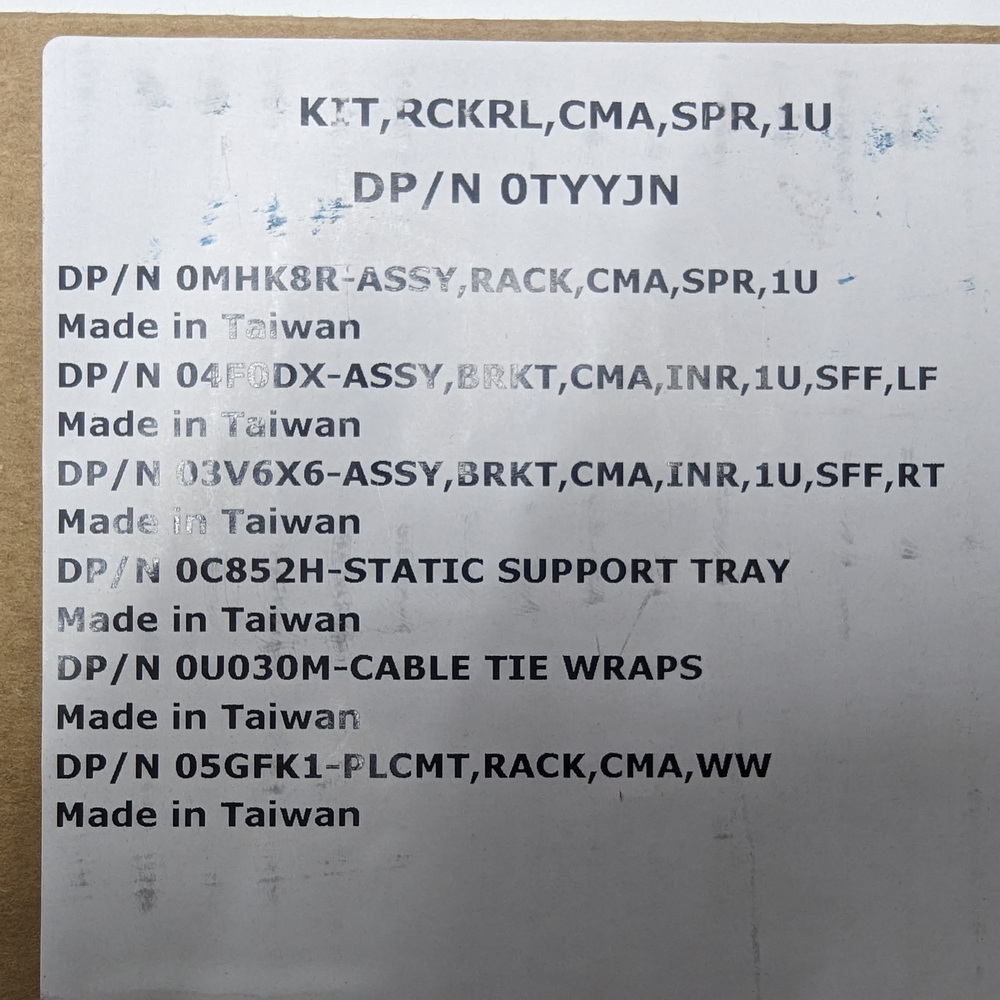 KIT,RCKRL,CMA,SPR,1U
DP/N 0TYYJN
DP/N 0MHK8R-ASSY,RACK,CMA,SPR,1U
Made in Taiwan
DP/N 04F0DX-ASSY,BRKT,CMA,INR,1U,SFF,LF
Made in Taiwan
DP/N 03V6X6-ASSY,BRKT,CMA,INR,1U,SFF,RT
Made in Taiwan
DP/N 0C852H-STATIC SUPPORT TRAY
Made in Taiwan
DP/N 0U030M-CABLE TIE WRAPS
Made in Taiwan
DP/N 05GFK1-PLCMT,RACK,CMA,WW
Made in Taiwan